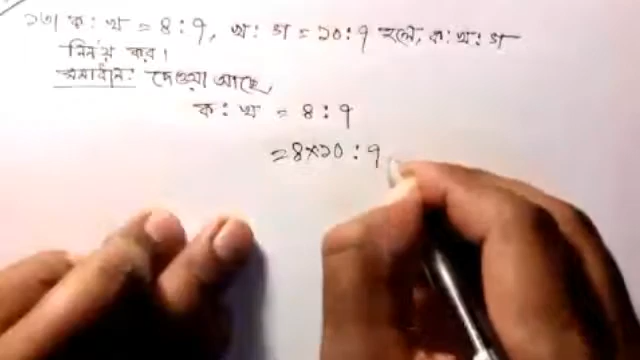 ১৩। ক : খ = ৪ : ৭, খ : গ = ১০ : ৭ হলে, ক : খ : গ
নির্ণয় কর।
সমাধান: দেওয়া আছে,
ক : খ = ৪ : ৭
= ৪×১০ : ৭